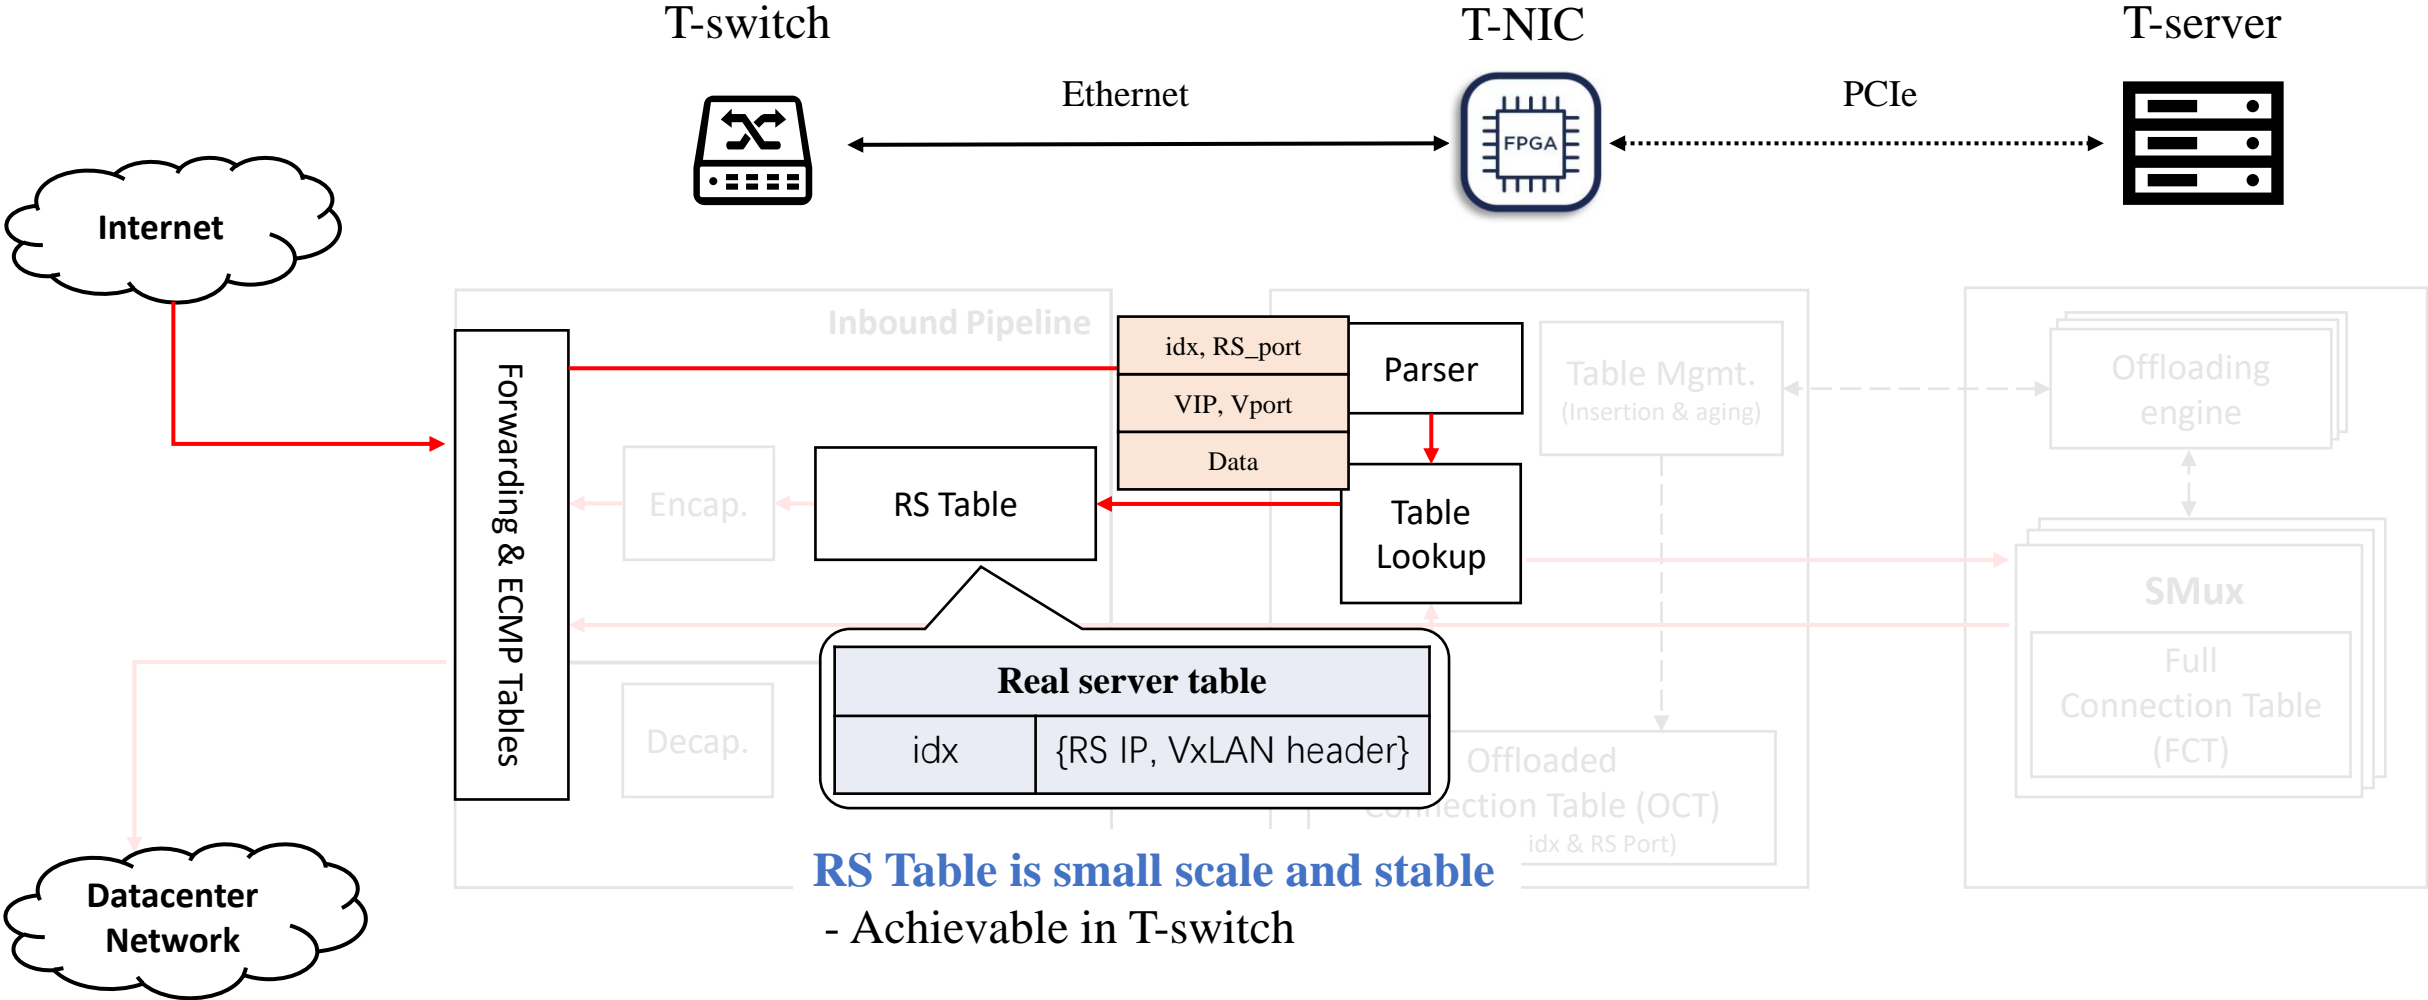 T-switch
T-NIC
T-server
Ethernet
PCIe
FPGA
Internet
Inbound Pipeline
idx, RS_port
VIP, Vport
Data
Parser
Table Mgmt.
(Insertion & aging)
Offloading
engine
Forwarding & ECMP Tables
Encap.
RS Table
Table
Lookup
SMux
Full
Connection Table
(FCT)
Decap.
Real server table
idx
{RS IP, VxLAN header}
Offloaded
Connection Table (OCT)
idx & RS Port)
RS Table is small scale and stable
- Achievable in T-switch
Datacenter
Network